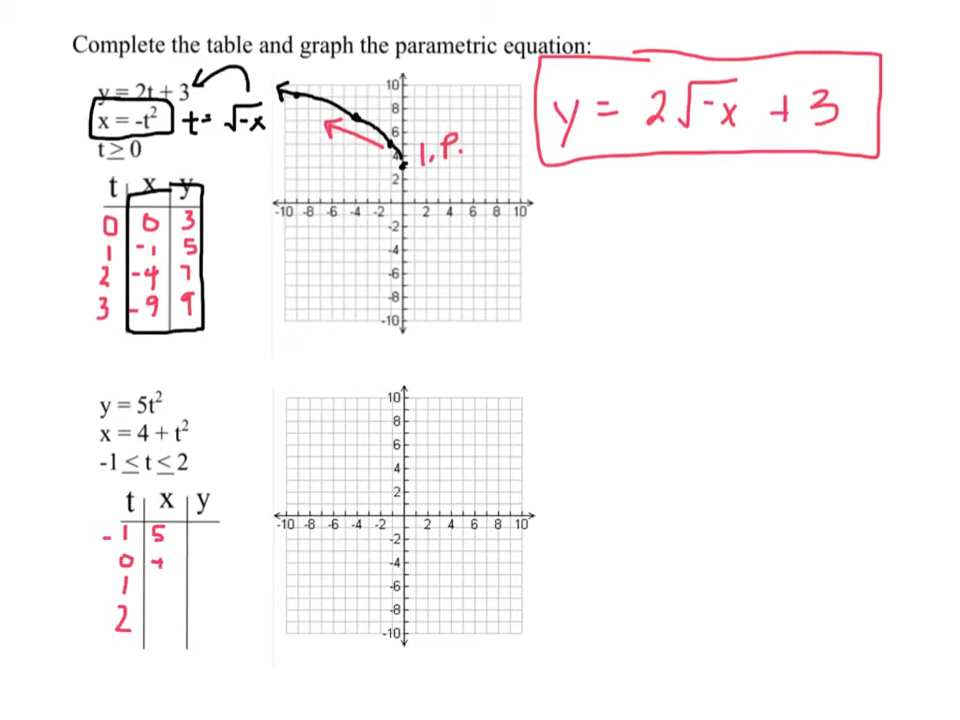 Complete the table and graph the parametric equation:
y = 2t + 3
x = -t² t = √-x
t ≥ 0
y = 2√-x + 3
1.P.
t x y
0 0 3
1 -1 5
2 -4 7
3 -9 9
10
8
6
4
2
-10 -8 -6 -4 -2 2 4 6 8 10
-2
-4
-6
-8
-10
y = 5t²
x = 4 + t²
-1 ≤ t ≤ 2
t x y
-1 5
0 4
1
2
10
8
6
4
2
-10 -8 -6 -4 -2 2 4 6 8 10
-2
-4
-6
-8
-10